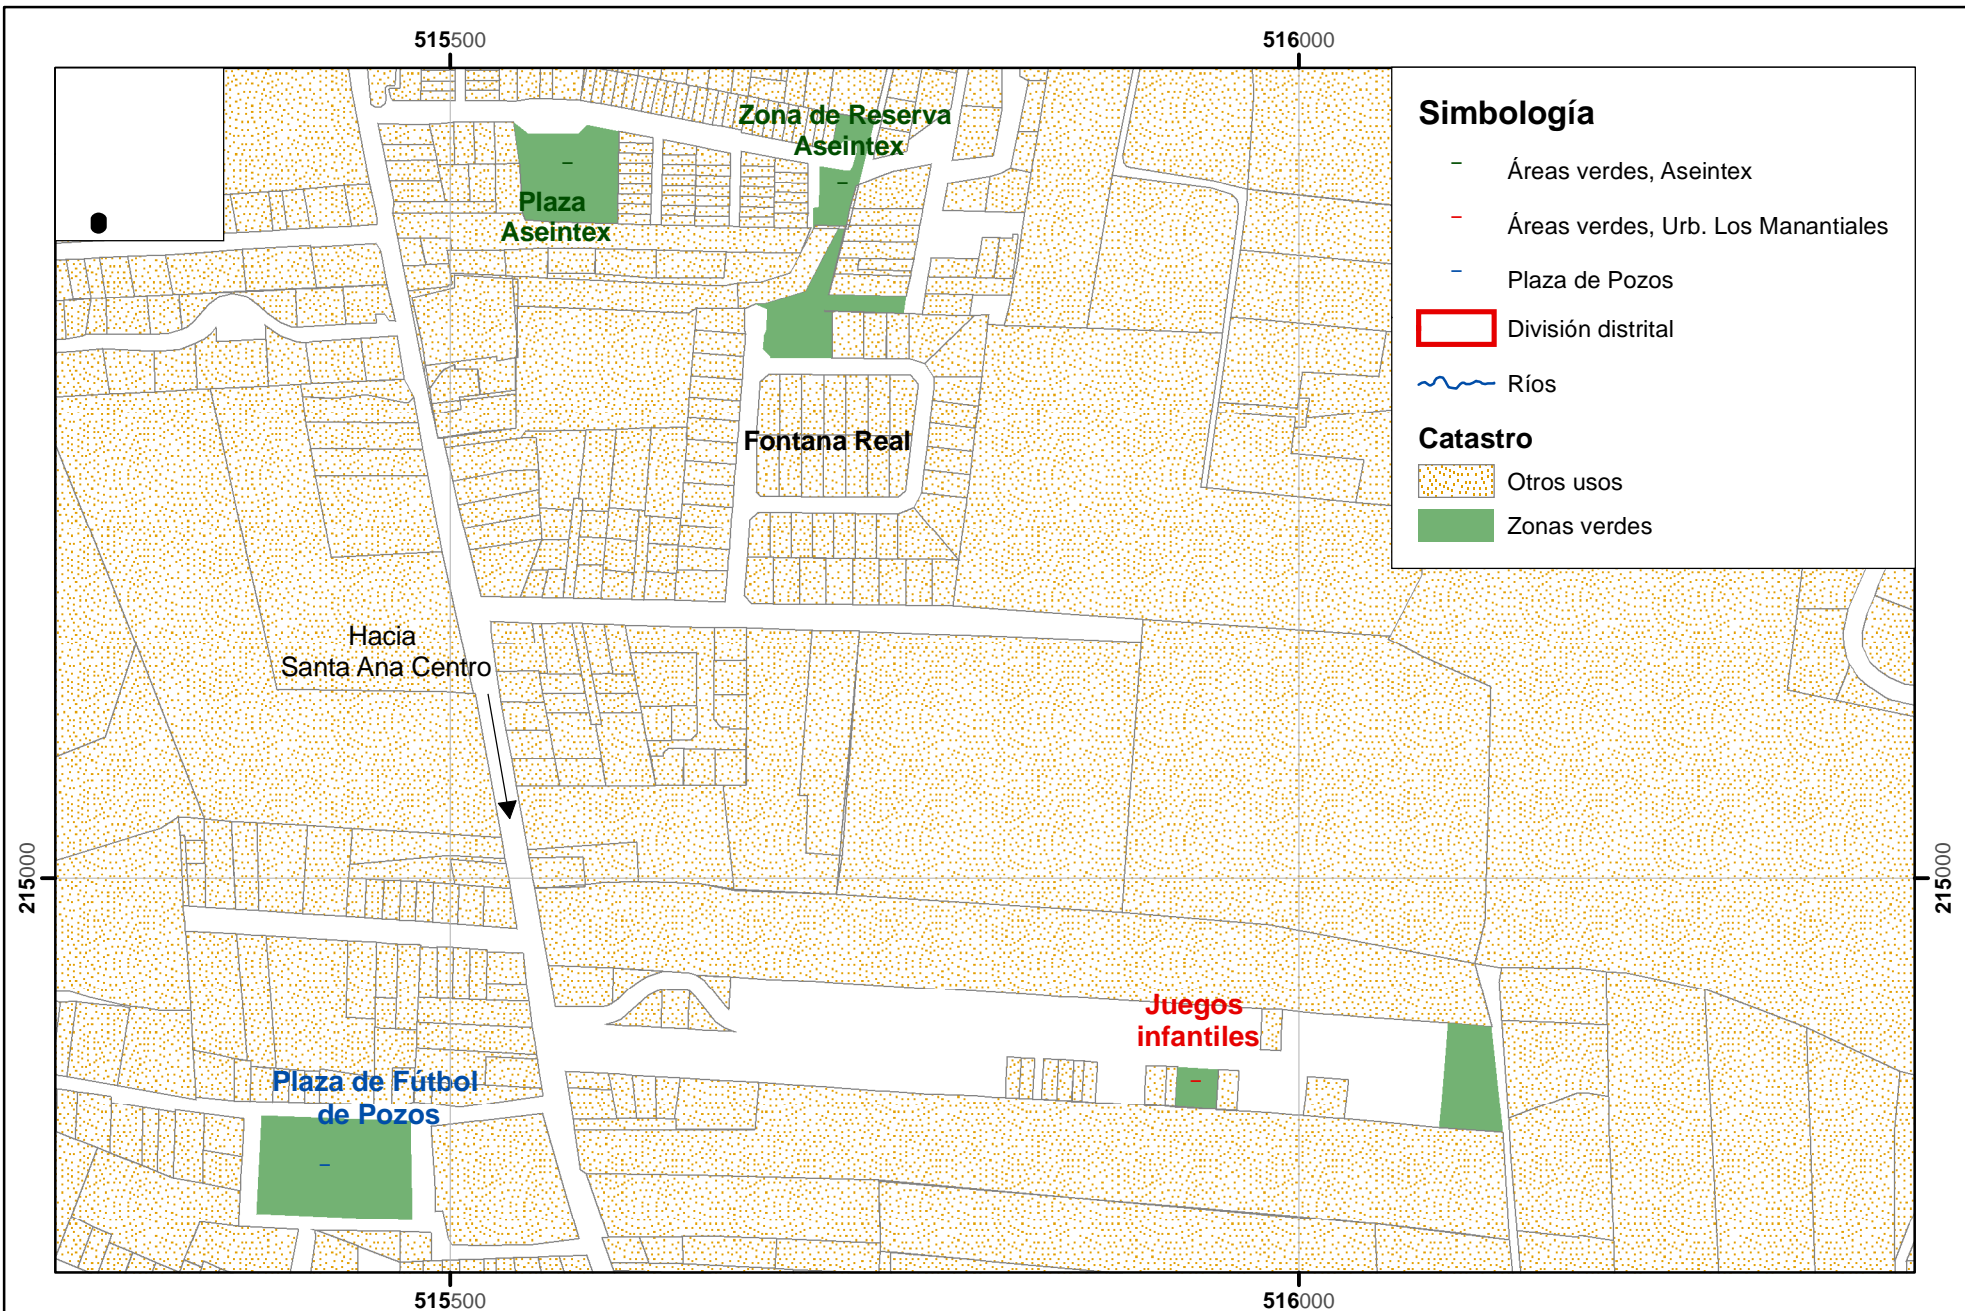 515500
516000
Simbología
Áreas verdes, Aseintex
Áreas verdes, Urb. Los Manantiales
Plaza de Pozos
División distrital
Ríos
Catastro
Otros usos
Zonas verdes
Zona de Reserva
Aseintex
Plaza
Aseintex
Fontana Real
Hacia
Santa Ana Centro
215000
215000
Juegos
infantiles
Plaza de Fútbol
de Pozos
515500
516000